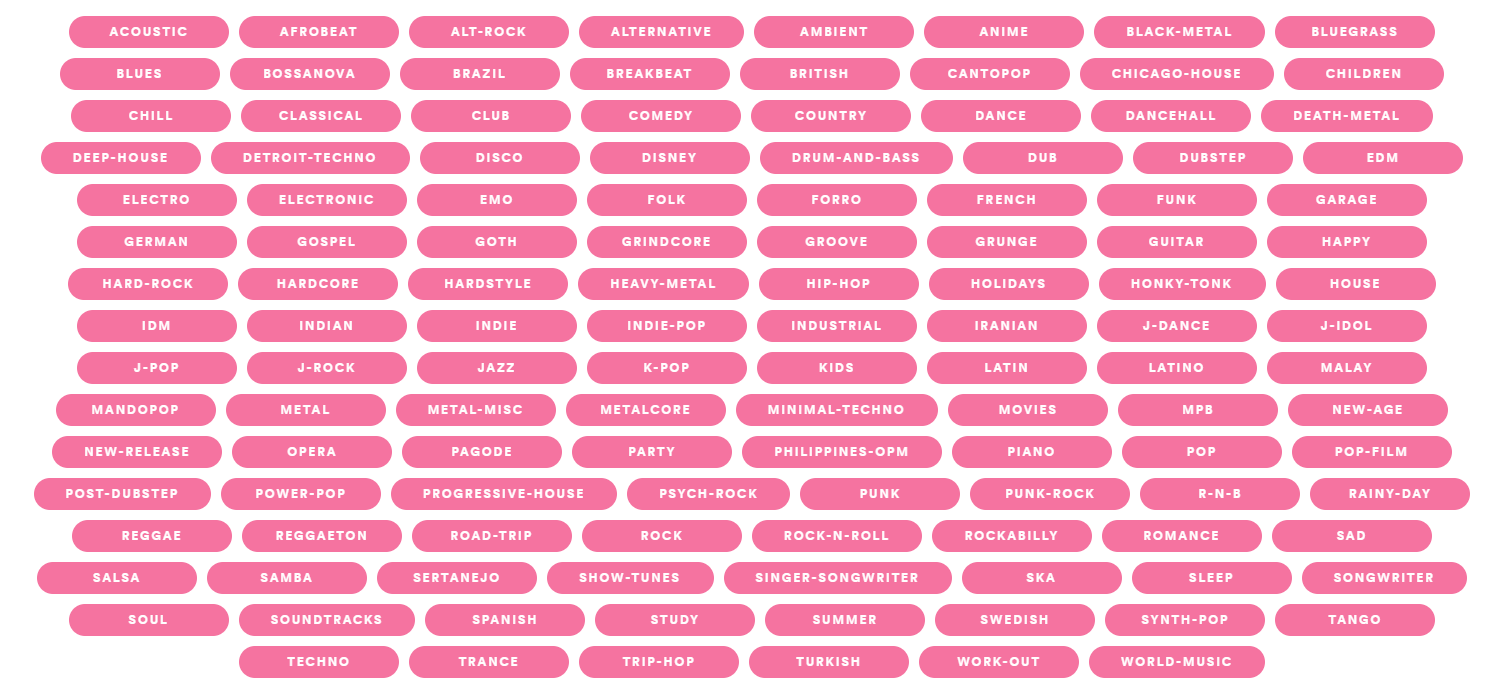 ACOUSTIC AFROBEAT ALT-ROCK ALTERNATIVE AMBIENT ANIME BLACK-METAL BLUEGRASS
BLUES BOSSANOVA BRAZIL BREAKBEAT BRITISH CANTOPOP CHICAGO-HOUSE CHILDREN
CHILL CLASSICAL CLUB COMEDY COUNTRY DANCE DANCEHALL DEATH-METAL
DEEP-HOUSE DETROIT-TECHNO DISCO DISNEY DRUM-AND-BASS DUB DUBSTEP EDM
ELECTRO ELECTRONIC EMO FOLK FORRO FRENCH FUNK GARAGE
GERMAN GOSPEL GOTH GRINDCORE GROOVE GRUNGE GUITAR HAPPY
HARD-ROCK HARDCORE HARDSTYLE HEAVY-METAL HIP-HOP HOLIDAYS HONKY-TONK HOUSE
IDM INDIAN INDIE INDIE-POP INDUSTRIAL IRANIAN J-DANCE J-IDOL
J-POP J-ROCK JAZZ K-POP KIDS LATIN LATINO MALAY
MANDOPOP METAL METAL-MISC METALCORE MINIMAL-TECHNO MOVIES MPB NEW-AGE
NEW-RELEASE OPERA PAGODE PARTY PHILIPPINES-OPM PIANO POP POP-FILM
POST-DUBSTEP POWER-POP PROGRESSIVE-HOUSE PSYCH-ROCK PUNK PUNK-ROCK R-N-B RAINY-DAY
REGGAE REGGAETON ROAD-TRIP ROCK ROCK-N-ROLL ROCKABILLY ROMANCE SAD
SALSA SAMBA SERTANEJO SHOW-TUNES SINGER-SONGWRITER SKA SLEEP SONGWRITER
SOUL SOUNDTRACKS SPANISH STUDY SUMMER SWEDISH SYNTH-POP TANGO
TECHNO TRANCE TRIP-HOP TURKISH WORK-OUT WORLD-MUSIC